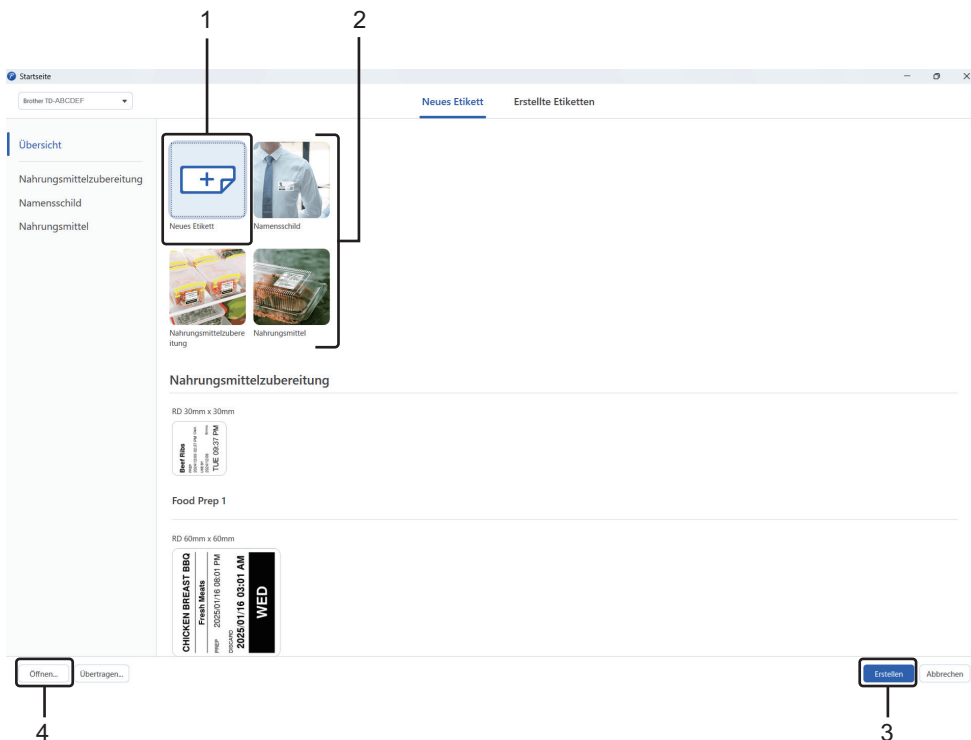 1
2
Startseite
Brother TD-ABCDEF
Neues Etikett
Erstellte Etiketten
Übersicht
Nahrungsmittelzubereitung
Namensschild
Nahrungsmittel
Neues Etikett
Namensschild
Nahrungsmittelzubere
itung
Nahrungsmittel
Nahrungsmittelzubereitung
RD 30mm x 30mm
Beef Ribs
TUE 09:37 PM
Food Prep 1
RD 60mm x 60mm
CHICKEN BREAST BBQ
Fresh Meats
PREP 2025/01/16 08:01 PM
DISCARD
2025/01/16 03:01 AM
WED
Öffnen...
Übertragen...
Erstellen
Abbrechen
4
3